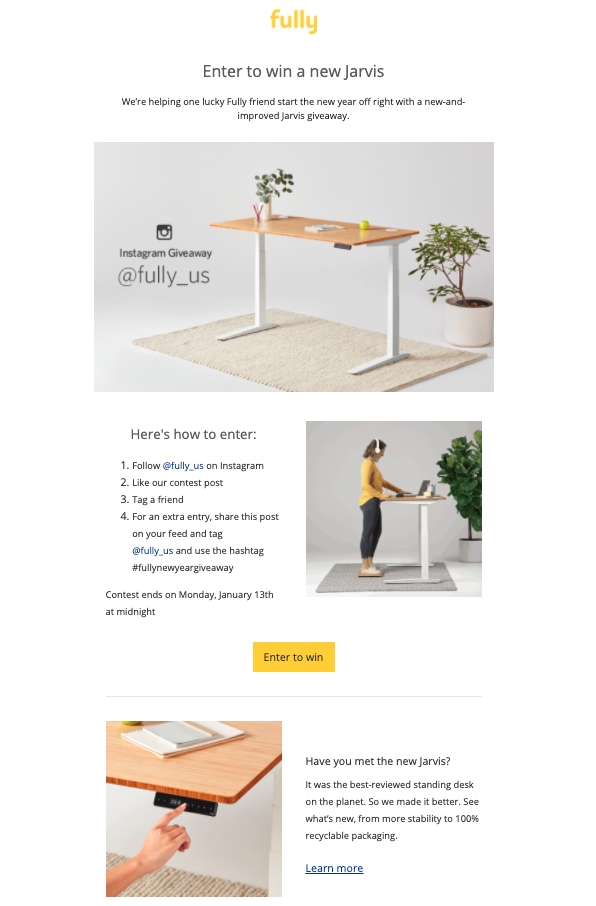 fully
Enter to win a new Jarvis
We're helping one lucky Fully friend start the new year off right with a new-and-
improved Jarvis giveaway.
Instagram Giveaway
@fully_us
Here's how to enter:
1. Follow @fully_us on Instagram
2. Like our contest post
3. Tag a friend
4. For an extra entry, share this post
on your feed and tag
@fully_us and use the hashtag
#fullynewyeargiveaway
Contest ends on Monday, January 13th
at midnight
Enter to win
Have you met the new Jarvis?
It was the best-reviewed standing desk
on the planet. So we made it better. See
what's new, from more stability to 100%
recyclable packaging.
Learn more